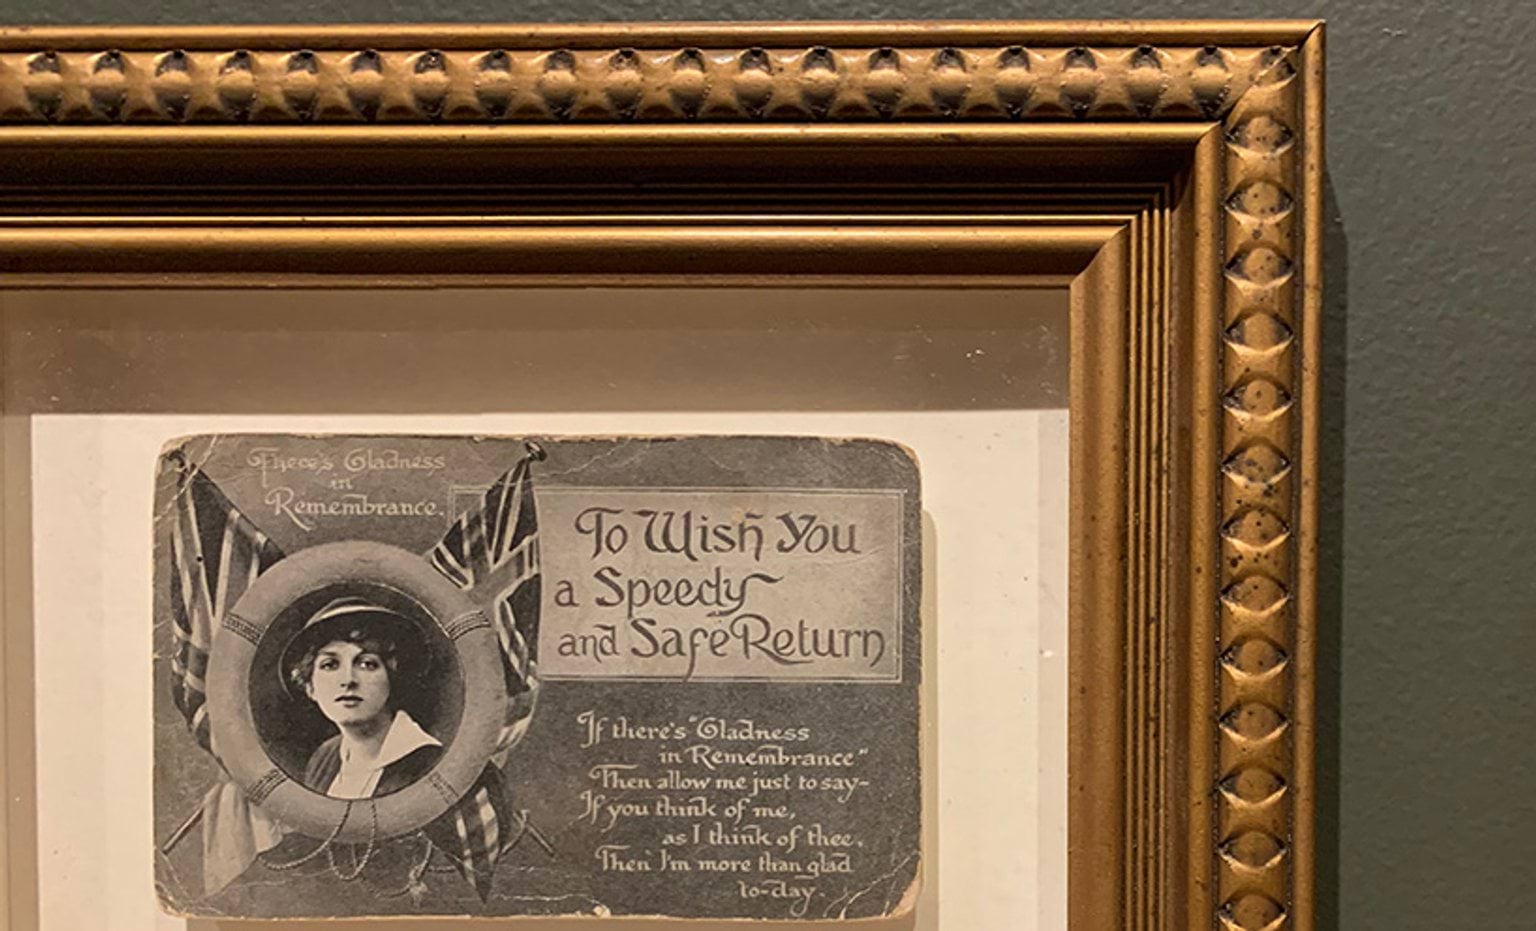 There's Gladness
in
Remembrance.
To Wish You
a Speedy
and Safe Return
If there's "Gladness
in Remembrance"
Then allow me just to say—
If you think of me,
as I think of thee,
Then I'm more than glad
to-day.